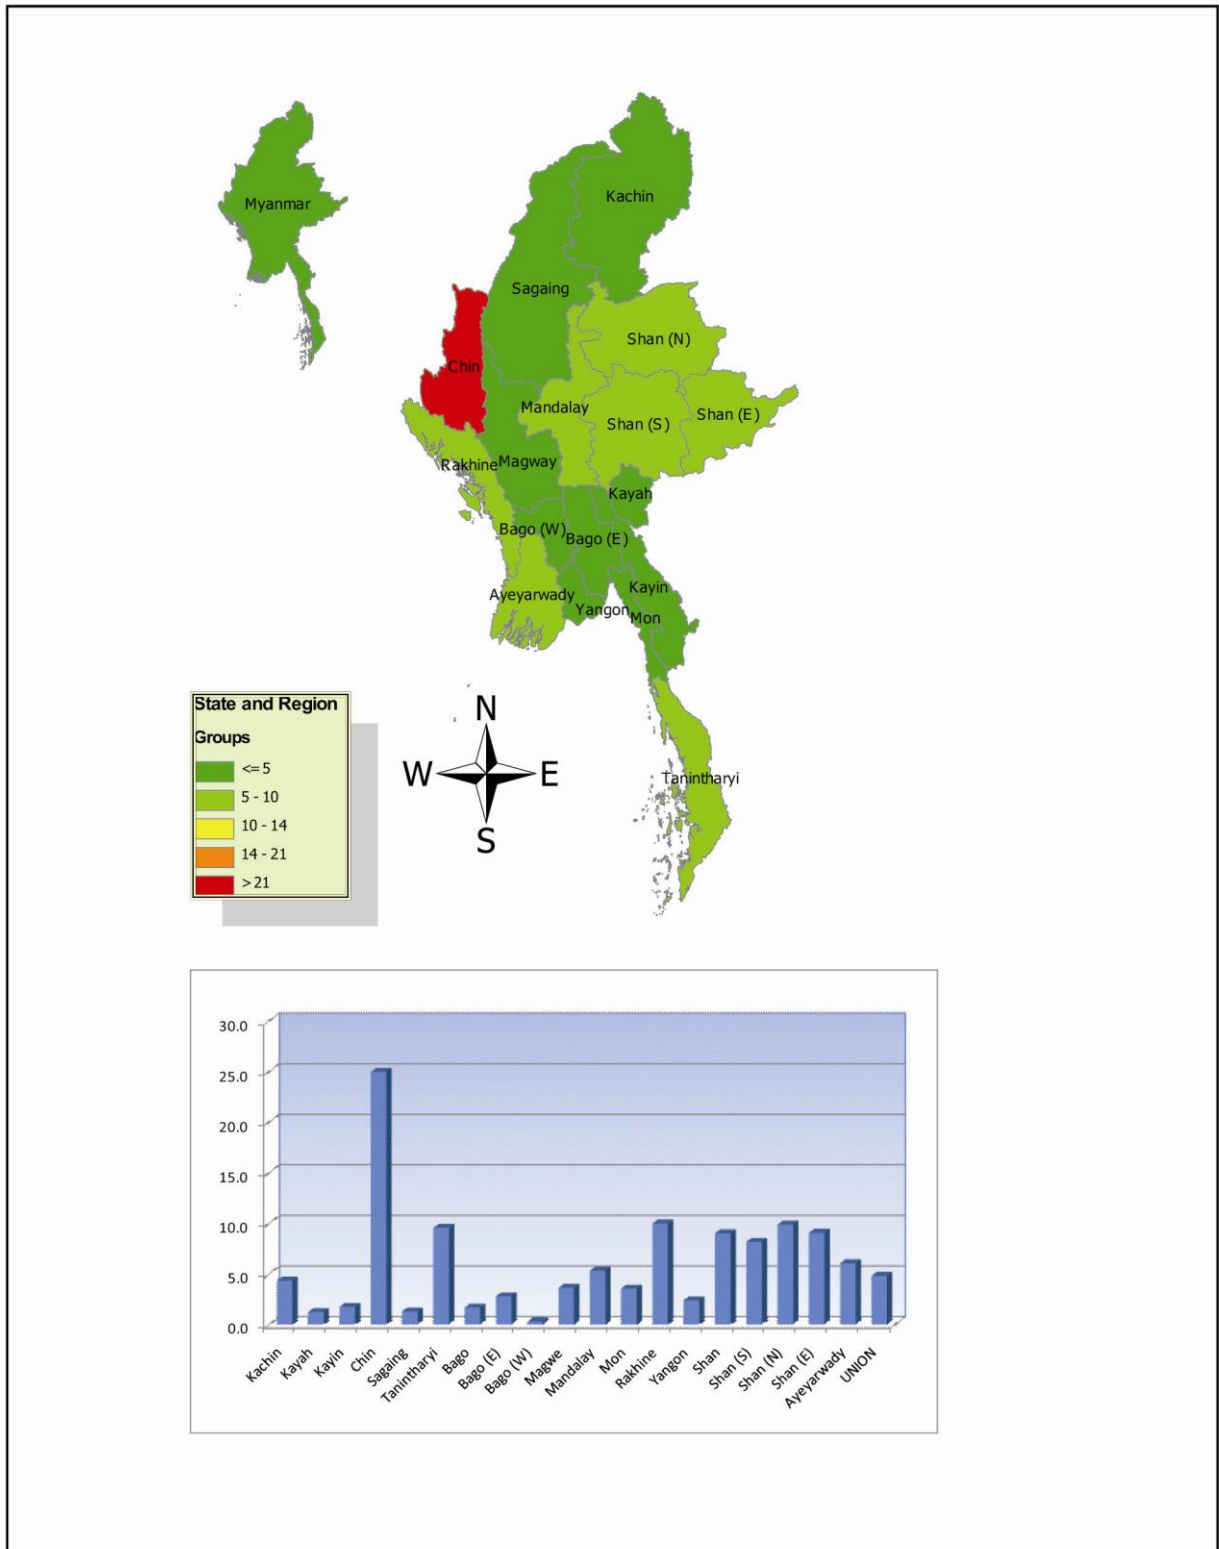 Myanmar
Kachin
Sagaing
Shan (N)
Chin
Mandalay
Shan (E)
Shan (S)
Rakhine
Magway
Kayah
Bago (W)
Bago (E)
Kayin
Ayeyarwady
Yangon
Mon
Tanintharyi
State and Region
Groups
<= 5
5 - 10
10 - 14
14 - 21
> 21
N
W
E
S
30.0
25.0
20.0
15.0
10.0
5.0
0.0
Kachin
Kayah
Kayin
Chin
Sagaing
Tanintharyi
Bago
Bago (E)
Bago (W)
Magwe
Mandalay
Mon
Rakhine
Yangon
Shan
Shan (S)
Shan (N)
Shan (E)
Ayeyarwady
UNION